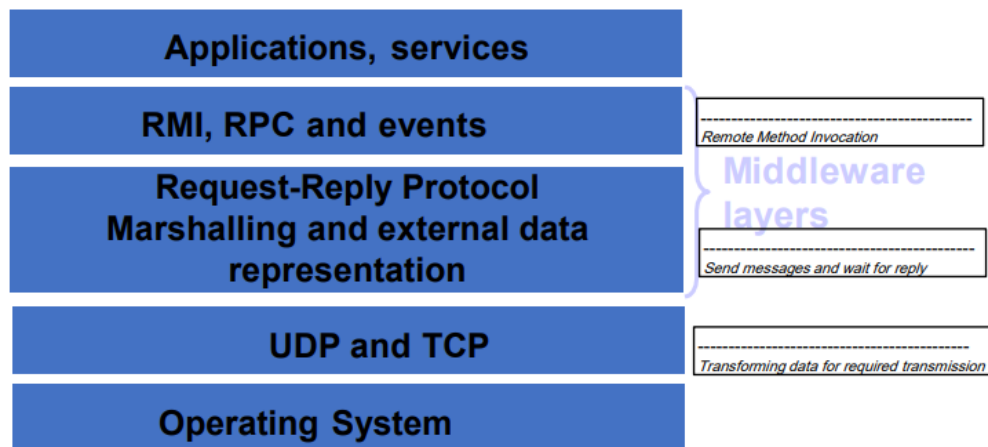 Applications, services
RMI, RPC and events
-------------------------------------------
Remote Method Invocation
Middleware
layers
Request-Reply Protocol
Marshalling and external data
representation
-------------------------------------------
Send messages and wait for reply
UDP and TCP
-------------------------------------------
Transforming data for required transmission
Operating System